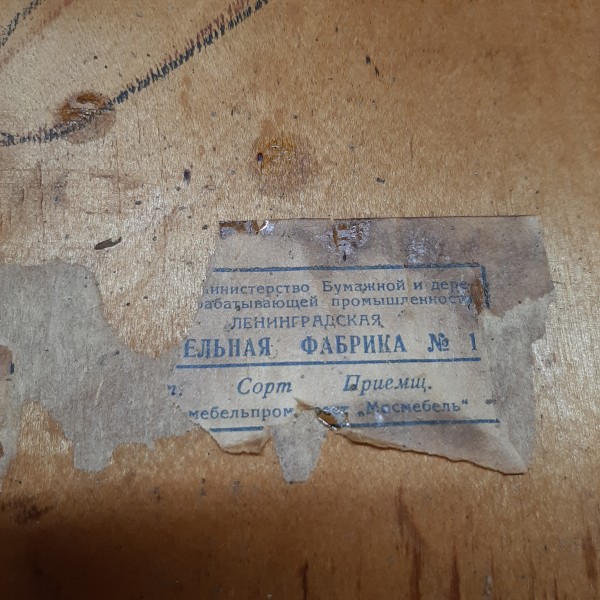 инистерство Бумажной и дере-
рабатывающей промышленност
ЛЕНИНГРАДСКАЯ
ЕЛЬНАЯ ФАБРИКА № 1
Сорт Приемщ.
мебельпром „Мосмебель“